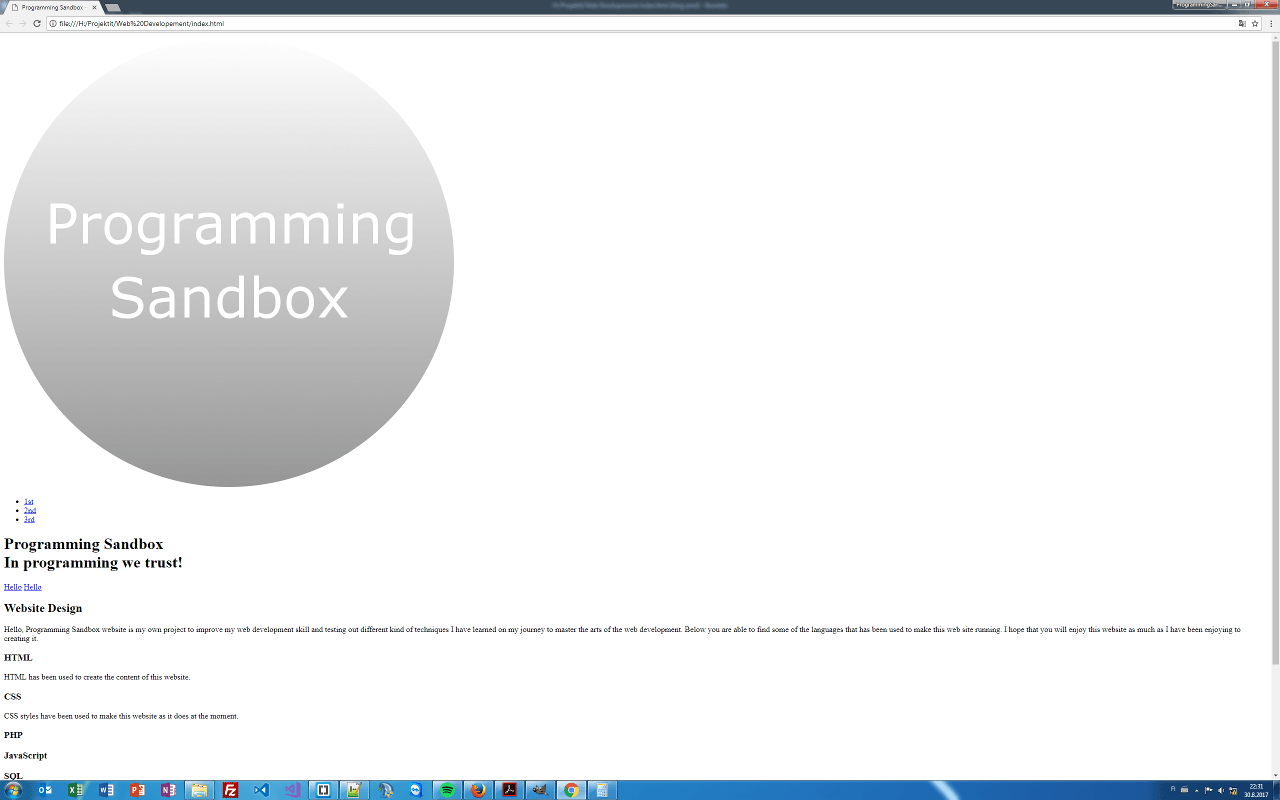 Programming Sandbox
ProgrammingSan...
file:///H:/Projektit/Web%20Developement/index.html
Programming
Sandbox
1st
2nd
3rd
Programming Sandbox
In programming we trust!
Hello Hello
Website Design
Hello, Programming Sandbox website is my own project to improve my web development skill and testing out different kind of techniques I have learned on my journey to master the arts of the web development. Below you are able to find some of the languages that has been used to make this web site running. I hope that you will enjoy this website as much as I have been enjoying to
creating it.
HTML
HTML has been used to create the content of this website.
CSS
CSS styles have been used to make this website as it does at the moment.
PHP
JavaScript
SQL
FI
22:31
30.8.2017